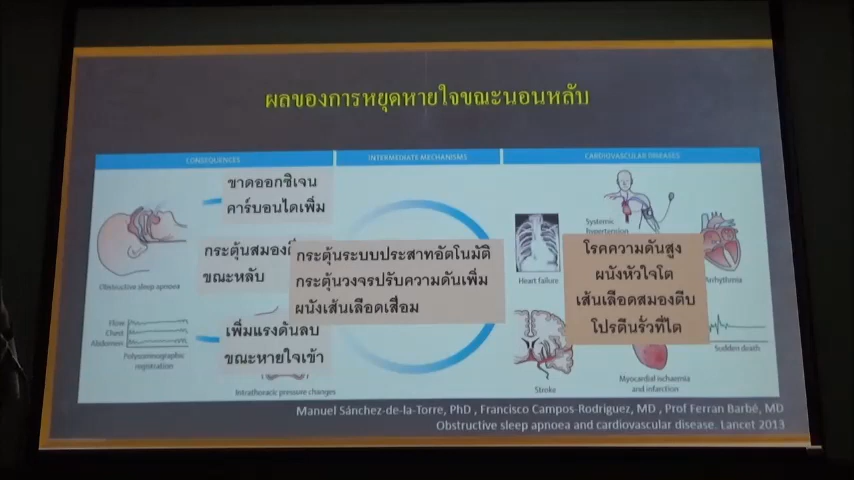 ผลของการหยุดหายใจขณะนอนหลับ
CONSEQUENCES
INTERMEDIATE MECHANISMS
CARDIOVASCULAR DISEASES
ขาดออกซิเจน
คาร์บอนไดเพิ่ม
กระตุ้นสมอง
ขณะหลับ
เพิ่มแรงดันลบ
ขณะหายใจเข้า
Obstructive sleep apnoea
Flow
Chest
Abdomen
Polysomnographic
registration
Intrathoracic pressure changes
กระตุ้นระบบประสาทอัตโนมัติ
กระตุ้นวงจรปรับความดันเพิ่ม
ผนังเส้นเลือดเสื่อม
Systemic
hypertension
Heart failure
Arrhythmia
โรคความดันสูง
ผนังหัวใจโต
เส้นเลือดสมองตีบ
โปรตีนรั่วที่ไต
Stroke
Myocardial ischaemia
and infarction
Sudden death
Manuel Sánchez-de-la-Torre, PhD , Francisco Campos-Rodriguez, MD , Prof Ferran Barbé, MD
Obstructive sleep apnoea and cardiovascular disease. Lancet 2013